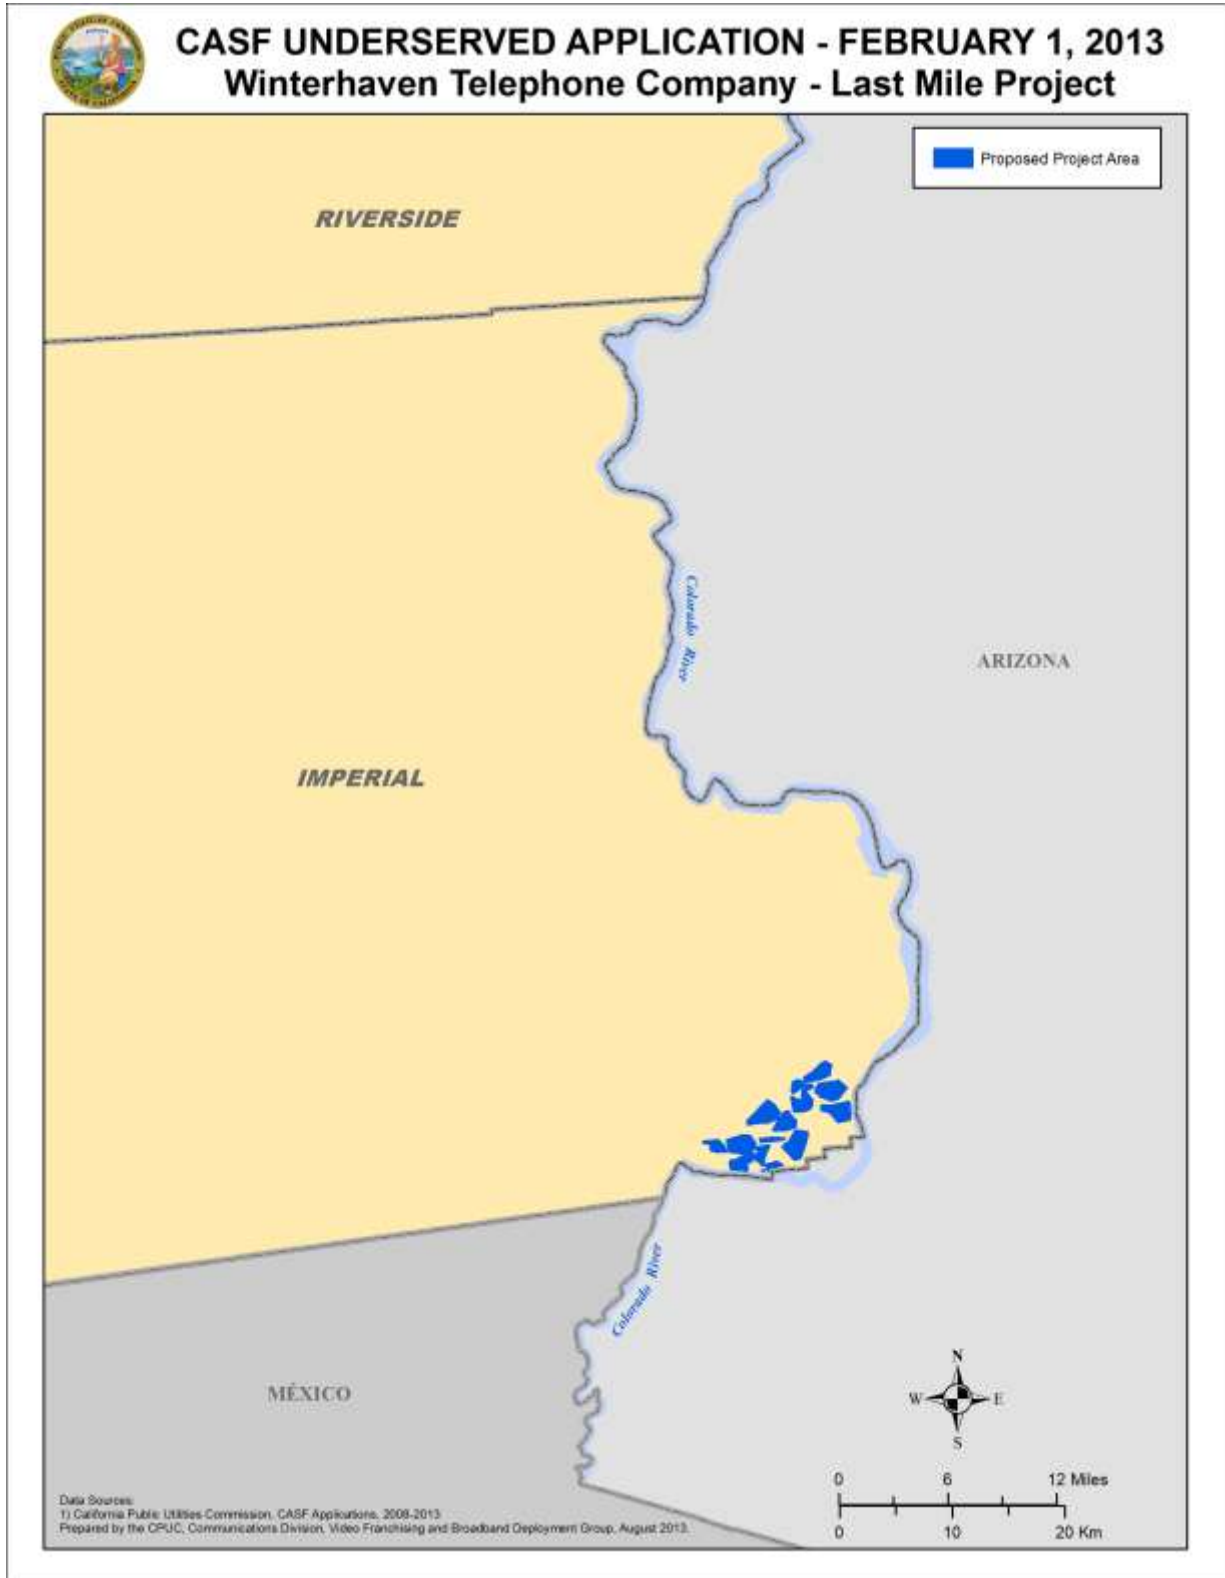 CASF UNDERSERVED APPLICATION - FEBRUARY 1, 2013
Winterhaven Telephone Company - Last Mile Project
Proposed Project Area
RIVERSIDE
Colorado River
ARIZONA
IMPERIAL
Colorado River
MÉXICO
N
W E
S
0 6 12 Miles
0 10 20 Km
Data Sources:
1) California Public Utilities Commission, CASF Applications, 2008-2013
Prepared by the CPUC, Communications Division, Video Franchising and Broadband Deployment Group, August 2013.